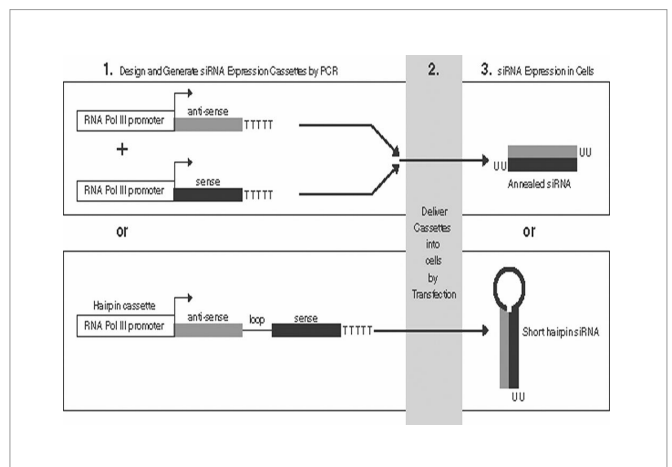 1. Design and Generate siRNA Expression Cassettes by PCR
2.
3. siRNA Expression in Cells
RNA Pol III promoter
anti-sense
TTTTT
+
RNA Pol III promoter
sense
TTTTT
UU
UU
Annealed siRNA
or
Deliver
Cassettes
into
cells
by
Transfection
or
Hairpin cassette
RNA Pol III promoter
anti-sense
loop
sense
TTTTT
Short hairpin siRNA
UU